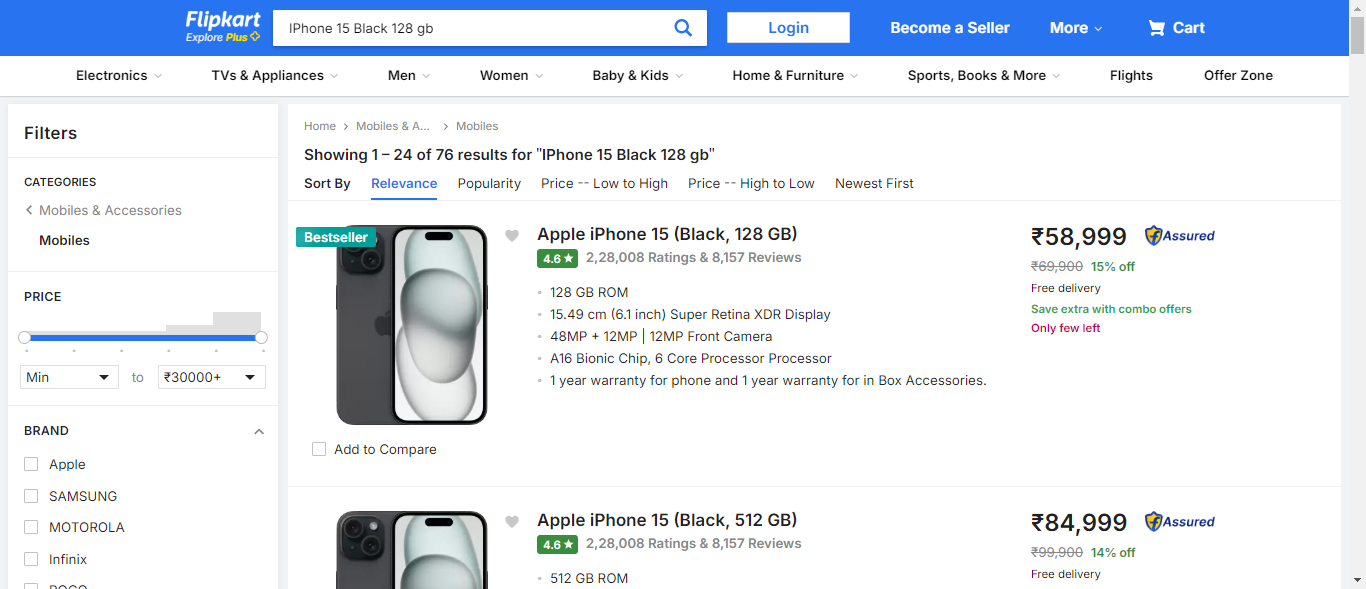 Flipkart
Explore Plus
IPhone 15 Black 128 gb
Login
Become a Seller
More
Cart
Electronics
TVs & Appliances
Men
Women
Baby & Kids
Home & Furniture
Sports, Books & More
Flights
Offer Zone
Filters
CATEGORIES
Mobiles & Accessories
Mobiles
PRICE
Min
to
₹30000+
BRAND
Apple
SAMSUNG
MOTOROLA
Infinix
POCO
Home
Mobiles & A...
Mobiles
Showing 1 – 24 of 76 results for "IPhone 15 Black 128 gb"
Sort By
Relevance
Popularity
Price -- Low to High
Price -- High to Low
Newest First
Bestseller
Add to Compare
Apple iPhone 15 (Black, 128 GB)
4.6★ 2,28,008 Ratings & 8,157 Reviews
128 GB ROM
15.49 cm (6.1 inch) Super Retina XDR Display
48MP + 12MP | 12MP Front Camera
A16 Bionic Chip, 6 Core Processor Processor
1 year warranty for phone and 1 year warranty for in Box Accessories.
₹58,999
Assured
₹69,900 15% off
Free delivery
Save extra with combo offers
Only few left
Apple iPhone 15 (Black, 512 GB)
4.6★ 2,28,008 Ratings & 8,157 Reviews
512 GB ROM
₹84,999
Assured
₹99,900 14% off
Free delivery